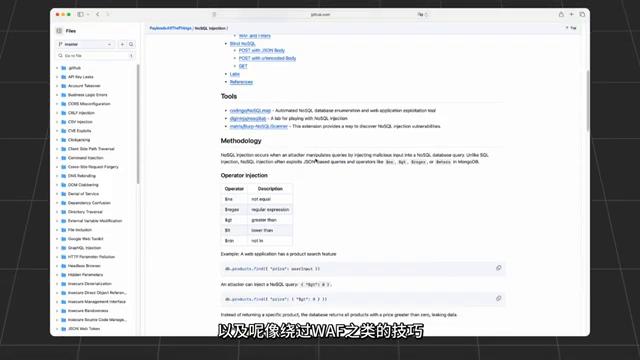 github.com
Files
PayloadsAllTheThings / NoSQL Injection /
Top
WAF and Filters
master
Blind NoSQL
POST with JSON Body
Go to file
POST with urlencoded Body
GET
.github
Labs
API Key Leaks
References
Account Takeover
Business Logic Errors
Tools
CORS Misconfiguration
CRLF Injection
codingo/NoSQLMap - Automated NoSQL database enumeration and web application exploitation tool
CSV Injection
digininja/nosqlilab - A lab for playing with NoSQL Injection
CVE Exploits
matrix/Burp-NoSQLiScanner - This extension provides a way to discover NoSQL injection vulnerabilities.
Clickjacking
Methodology
Client Side Path Traversal
Command Injection
NoSQL injection occurs when an attacker manipulates queries by injecting malicious input into a NoSQL database query. Unlike SQL
Cross-Site Request Forgery
injection, NoSQL injection often exploits JSON-based queries and operators like $ne, $gt, $regex, or $where in MongoDB.
DNS Rebinding
DOM Clobbering
Operator Injection
Denial of Service
Operator Description
Dependency Confusion
$ne not equal
Directory Traversal
$regex regular expression
External Variable Modification
$gt greater than
File Inclusion
$lt lower than
Google Web Toolkit
$nin not in
GraphQL Injection
HTTP Parameter Pollution
Example: A web application has a product search feature
Headless Browser
Hidden Parameters
db.products.find({ "price": userInput })
Insecure Deserialization
Insecure Direct Object Referenc...
An attacker can inject a NoSQL query: { "$gt": 0 }.
Insecure Management Interface
db.products.find({ "price": { "$gt": 0 } })
Insecure Randomness
Insecure Source Code Manage...
Instead of returning a specific product, the database returns all products with a price greater than zero, leaking data.
JSON Web Token
以及呢像绕过WAF之类的技巧